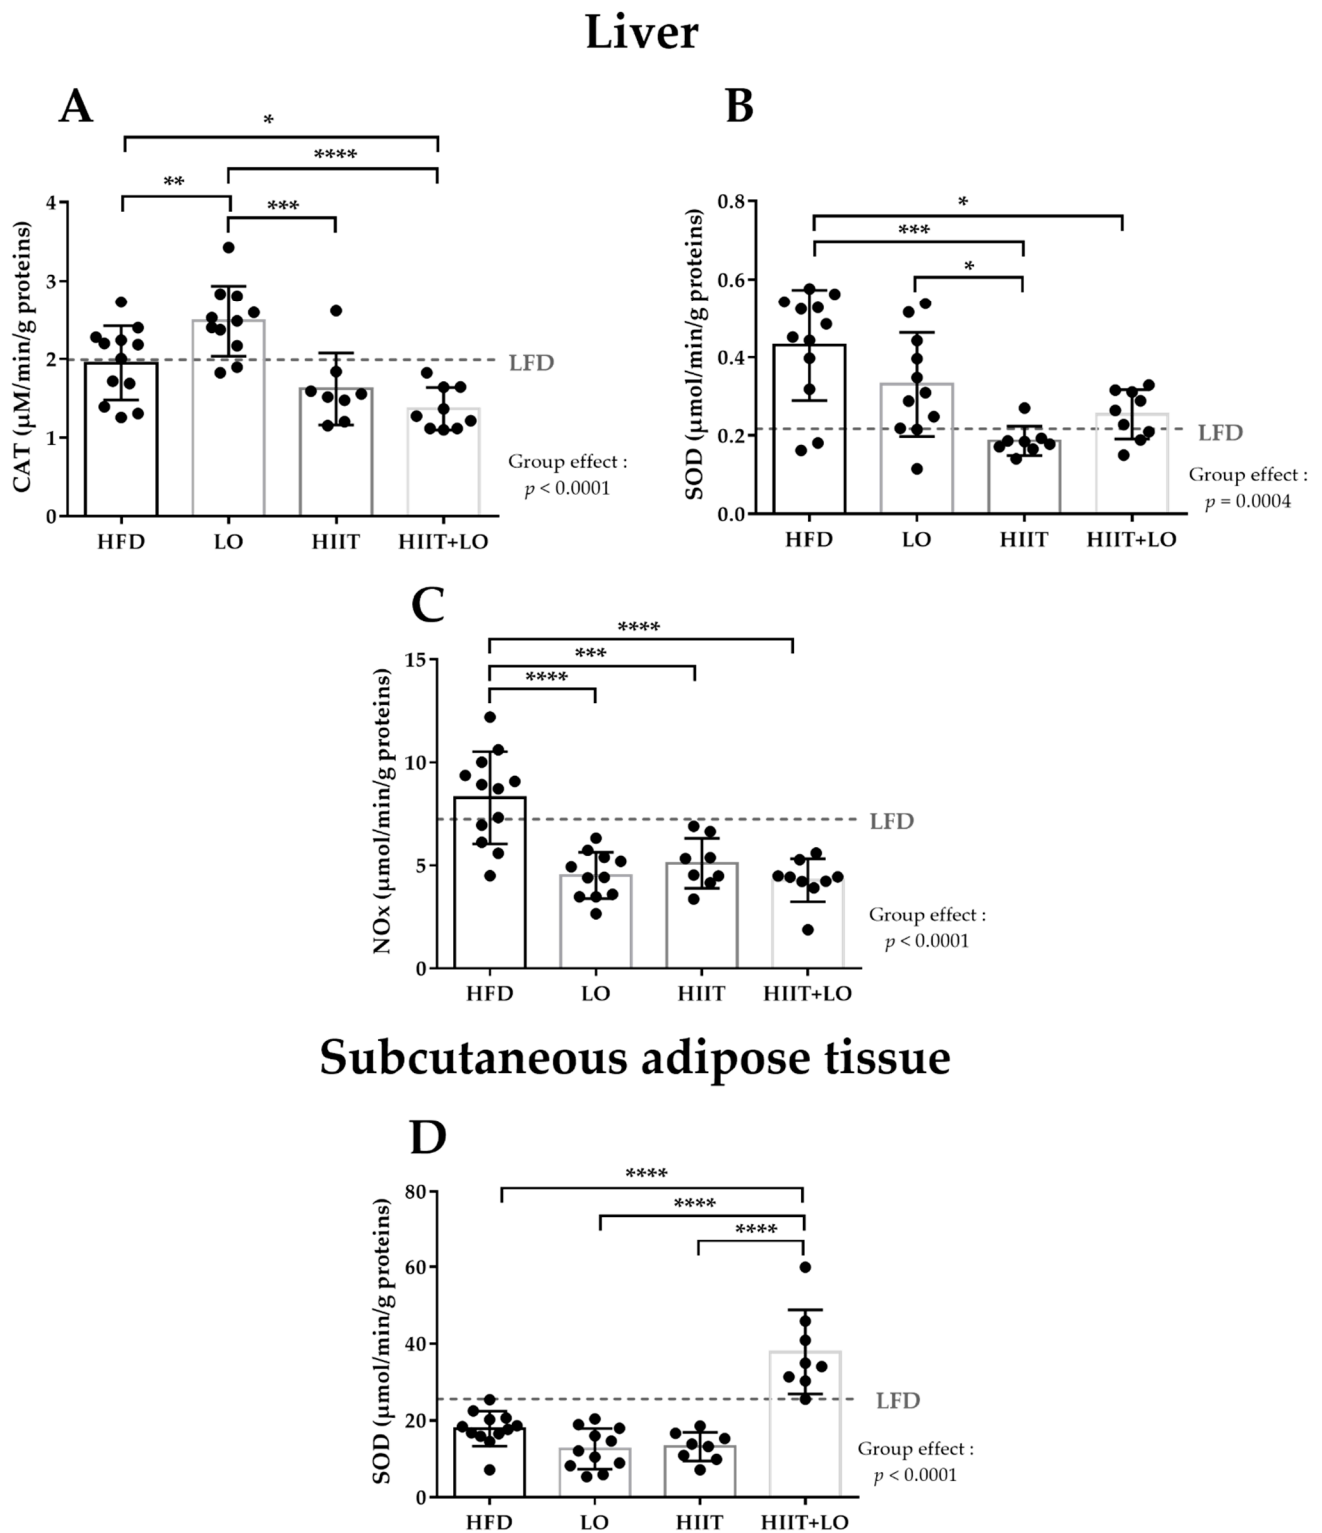 Liver
A
*
****
**
***
CAT (μM/min/g proteins)
4
3
2
1
0
LFD
Group effect :
p < 0.0001
HFD LO HIIT HIIT+LO
B
*
***
*
SOD (μmol/min/g proteins)
0.8
0.6
0.4
0.2
0.0
LFD
Group effect :
p = 0.0004
HFD LO HIIT HIIT+LO
C
****
***
****
NOx (μmol/min/g proteins)
15
10
5
0
LFD
Group effect :
p < 0.0001
HFD LO HIIT HIIT+LO
Subcutaneous adipose tissue
D
****
****
****
SOD (μmol/min/g proteins)
80
60
40
20
0
LFD
Group effect :
p < 0.0001
HFD LO HIIT HIIT+LO